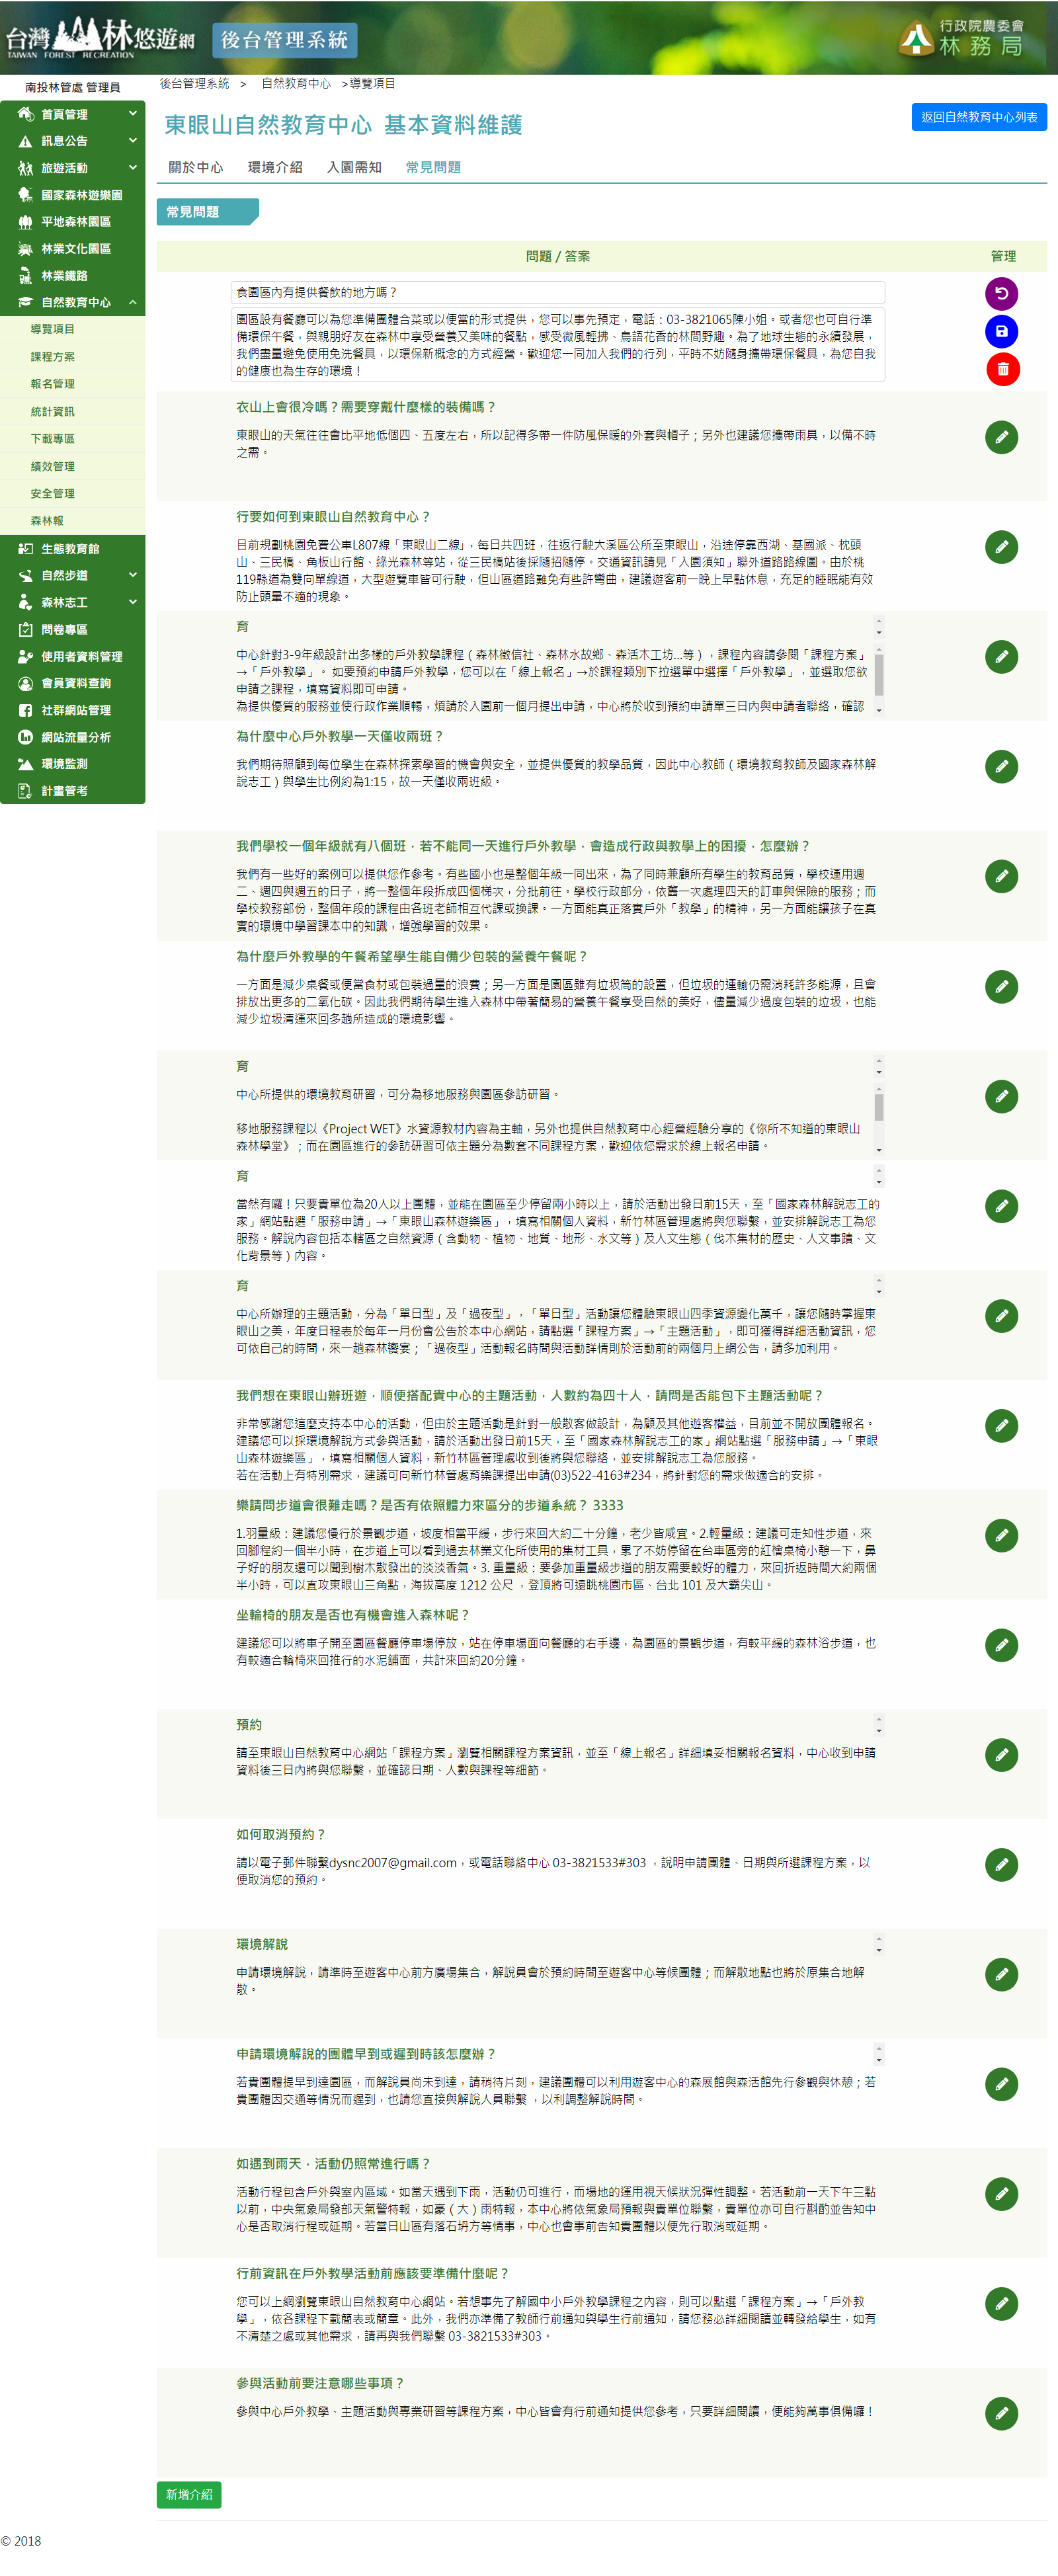 台灣山林悠遊網
TAIWAN FOREST RECREATION
後台管理系統
行政院農委會
林務局
南投林管處 管理員
後台管理系統 > 自然教育中心 >導覽項目
首頁管理
訊息公告
旅遊活動
國家森林遊樂園
平地森林園區
林業文化園區
林業鐵路
自然教育中心
導覽項目
課程方案
報名管理
統計資訊
下載專區
績效管理
安全管理
森林報
生態教育館
自然步道
森林志工
問卷專區
使用者資料管理
會員資料查詢
社群網站管理
網站流量分析
環境監測
計畫管考
東眼山自然教育中心 基本資料維護
返回自然教育中心列表
關於中心 環境介紹 入園需知 常見問題
常見問題
問題 / 答案 管理
食園區內有提供餐飲的地方嗎？
園區設有餐廳可以為您準備團體合菜或以便當的形式提供，您可以事先預定，電話：03-3821065陳小姐。或者您也可自行準
備環保午餐，與親朋好友在森林中享受營養又美味的餐點，感受微風輕拂、鳥語花香的林間野趣。為了地球生態的永續發展，
我們盡量避免使用免洗餐具，以環保新概念的方式經營。歡迎您一同加入我們的行列，平時不妨隨身攜帶環保餐具，為您自我
的健康也為生存的環境！
衣山上會很冷嗎？需要穿戴什麼樣的裝備嗎？
東眼山的天氣往往會比平地低個四、五度左右，所以記得多帶一件防風保暖的外套與帽子；另外也建議您攜帶雨具，以備不時
之需。
行要如何到東眼山自然教育中心？
目前規劃桃園免費公車L807線「東眼山二線」，每日共四班，往返行駛大溪區公所至東眼山，沿途停靠西湖、基國派、枕頭
山、三民橋、角板山行館、綠光森林等站，從三民橋站後採隨招隨停。交通資訊請見「入園須知」聯外道路路線圖。由於桃
119縣道為雙向單線道，大型遊覽車皆可行駛，但山區道路難免有些許彎曲，建議遊客前一晚上早點休息，充足的睡眠能有效
防止頭暈不適的現象。
育
中心針對3-9年級設計出多樣的戶外教學課程（森林徵信社、森林水故鄉、森活木工坊...等），課程內容請參閱「課程方案」
→「戶外教學」。 如要預約申請戶外教學，您可以在「線上報名」→於課程類別下拉選單中選擇「戶外教學」，並選取您欲
申請之課程，填寫資料即可申請。
為提供優質的服務並使行政作業順暢，煩請於入園前一個月提出申請，中心將於收到預約申請單三日內與申請者聯絡，確認
為什麼中心戶外教學一天僅收兩班？
我們期待照顧到每位學生在森林探索學習的機會與安全，並提供優質的教學品質，因此中心教師（環境教育教師及國家森林解
說志工）與學生比例約為1:15，故一天僅收兩班級。
我們學校一個年級就有八個班，若不能同一天進行戶外教學，會造成行政與教學上的困擾，怎麼辦？
我們有一些好的案例可以提供您作參考。有些國小也是整個年級一同出來，為了同時兼顧所有學生的教育品質，學校運用週
二、週四與週五的日子，將一整個年段拆成四個梯次，分批前往。學校行政部分，依舊一次處理四天的訂車與保險的服務；而
學校教務部份，整個年段的課程由各班老師相互代課或換課。一方面能真正落實戶外「教學」的精神，另一方面能讓孩子在真
實的環境中學習課本中的知識，增強學習的效果。
為什麼戶外教學的午餐希望學生能自備少包裝的營養午餐呢？
一方面是減少桌餐或便當食材或包裝過量的浪費；另一方面是園區雖有垃圾筒的設置，但垃圾的運輸仍需消耗許多能源，且會
排放出更多的二氧化碳。因此我們期待學生進入森林中帶著簡易的營養午餐享受自然的美好，儘量減少過度包裝的垃圾，也能
減少垃圾清運來回多趟所造成的環境影響。
育
中心所提供的環境教育研習，可分為移地服務與園區參訪研習。
移地服務課程以《Project WET》水資源教材內容為主軸，另外也提供自然教育中心經營經驗分享的《你所不知道的東眼山
森林學堂》；而在園區進行的參訪研習可依主題分為數套不同課程方案，歡迎依您需求於線上報名申請。
育
當然有囉！只要貴單位為20人以上團體，並能在園區至少停留兩小時以上，請於活動出發日前15天，至「國家森林解說志工的
家」網站點選「服務申請」→「東眼山森林遊樂區」，填寫相關個人資料，新竹林區管理處將與您聯繫，並安排解說志工為您
服務。解說內容包括本轄區之自然資源（含動物、植物、地質、地形、水文等）及人文生態（伐木集材的歷史、人文事蹟、文
化背景等）內容。
育
中心所辦理的主題活動，分為「單日型」及「過夜型」，「單日型」活動讓您體驗東眼山四季資源變化萬千，讓您隨時掌握東
眼山之美，年度日程表於每年一月份會公告於本中心網站，請點選「課程方案」→「主題活動」，即可獲得詳細活動資訊，您
可依自己的時間，來一趟森林饗宴；「過夜型」活動報名時間與活動詳情則於活動前的兩個月上網公告，請多加利用。
我們想在東眼山辦班遊，順便搭配貴中心的主題活動，人數約為四十人，請問是否能包下主題活動呢？
非常感謝您這麼支持本中心的活動，但由於主題活動是針對一般散客做設計，為顧及其他遊客權益，目前並不開放團體報名。
建議您可以採環境解說方式參與活動，請於活動出發日前15天，至「國家森林解說志工的家」網站點選「服務申請」→「東眼
山森林遊樂區」，填寫相關個人資料，新竹林區管理處收到後將與您聯絡，並安排解說志工為您服務。
若在活動上有特別需求，建議可向新竹林管處育樂課提出申請(03)522-4163#234，將針對您的需求做適合的安排。
樂請問步道會很難走嗎？是否有依照體力來區分的步道系統？ 3333
1.羽量級：建議您慢行於景觀步道，坡度相當平緩，步行來回大約二十分鐘，老少皆咸宜。2.輕量級：建議可走知性步道，來
回腳程約一個半小時，在步道上可以看到過去林業文化所使用的集材工具，累了不妨停留在台車區旁的紅檜桌椅小憩一下，鼻
子好的朋友還可以聞到樹木散發出的淡淡香氣。3. 重量級：要參加重量級步道的朋友需要較好的體力，來回折返時間大約兩個
半小時，可以直攻東眼山三角點，海拔高度 1212 公尺 ，登頂將可遠眺桃園市區、台北 101 及大霸尖山。
坐輪椅的朋友是否也有機會進入森林呢？
建議您可以將車子開至園區餐廳停車場停放，站在停車場面向餐廳的右手邊，為園區的景觀步道，有較平緩的森林浴步道，也
有較適合輪椅來回推行的水泥舖面，共計來回約20分鐘。
預約
請至東眼山自然教育中心網站「課程方案」瀏覽相關課程方案資訊，並至「線上報名」詳細填妥相關報名資料，中心收到申請
資料後三日內將與您聯繫，並確認日期、人數與課程等細節。
如何取消預約？
請以電子郵件聯繫dysnc2007@gmail.com，或電話聯絡中心 03-3821533#303 ，說明申請團體、日期與所選課程方案，以
便取消您的預約。
環境解說
申請環境解說，請準時至遊客中心前方廣場集合，解說員會於預約時間至遊客中心等候團體；而解散地點也將於原集合地解
散。
申請環境解說的團體早到或遲到時該怎麼辦？
若貴團體提早到達園區，而解說員尚未到達，請稍待片刻，建議團體可以利用遊客中心的森展館與森活館先行參觀與休憩；若
貴團體因交通等情況而遲到，也請您直接與解說人員聯繫 ，以利調整解說時間。
如遇到雨天，活動仍照常進行嗎？
活動行程包含戶外與室內區域。如當天遇到下雨，活動仍可進行，而場地的運用視天候狀況彈性調整。若活動前一天下午三點
以前，中央氣象局發部天氣警特報，如豪（大）雨特報，本中心將依氣象局預報與貴單位聯繫，貴單位亦可自行斟酌並告知中
心是否取消行程或延期。若當日山區有落石坍方等情事，中心也會事前告知貴團體以便先行取消或延期。
行前資訊在戶外教學活動前應該要準備什麼呢？
您可以上網瀏覽東眼山自然教育中心網站。若想事先了解國中小戶外教學課程之內容，則可以點選「課程方案」→「戶外教
學」，依各課程下載簡表或簡章。此外，我們亦準備了教師行前通知與學生行前通知，請您務必詳細閱讀並轉發給學生，如有
不清楚之處或其他需求，請再與我們聯繫 03-3821533#303。
參與活動前要注意哪些事項？
參與中心戶外教學、主題活動與專業研習等課程方案，中心皆會有行前通知提供您參考，只要詳細閱讀，便能夠萬事俱備囉！
新增介紹
© 2018